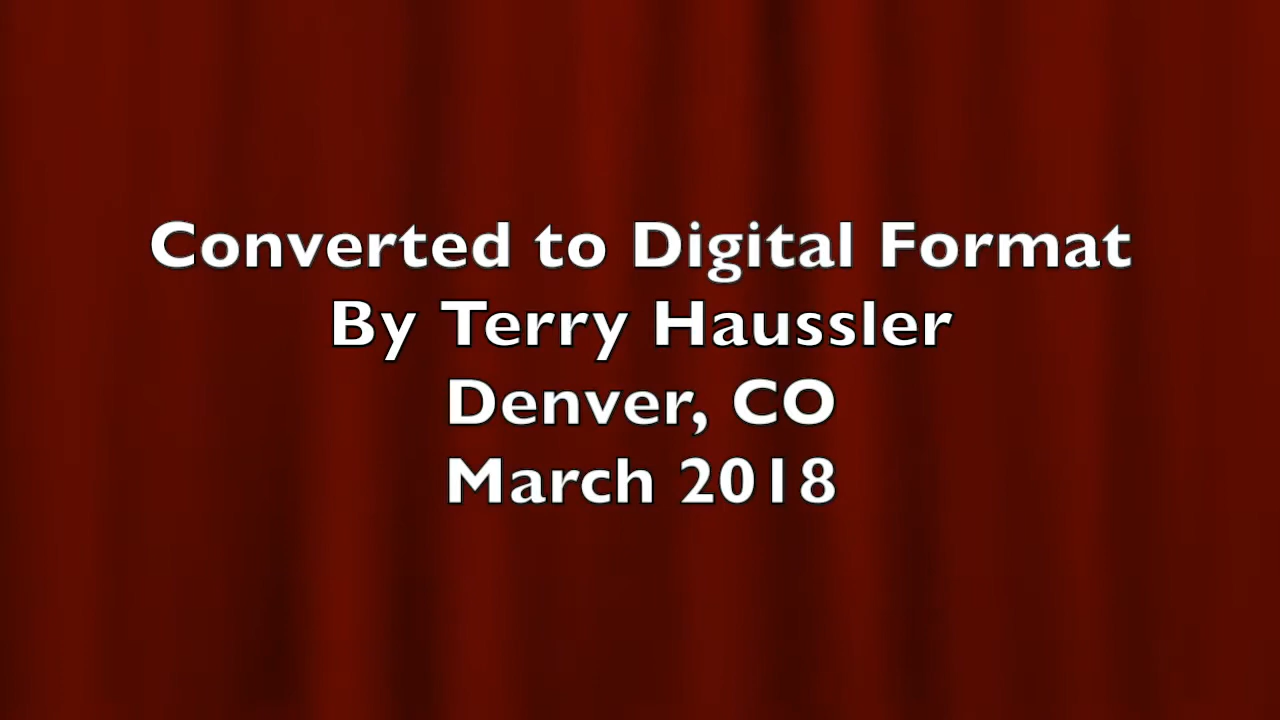 Converted to Digital Format
By Terry Haussler
Denver, CO
March 2018